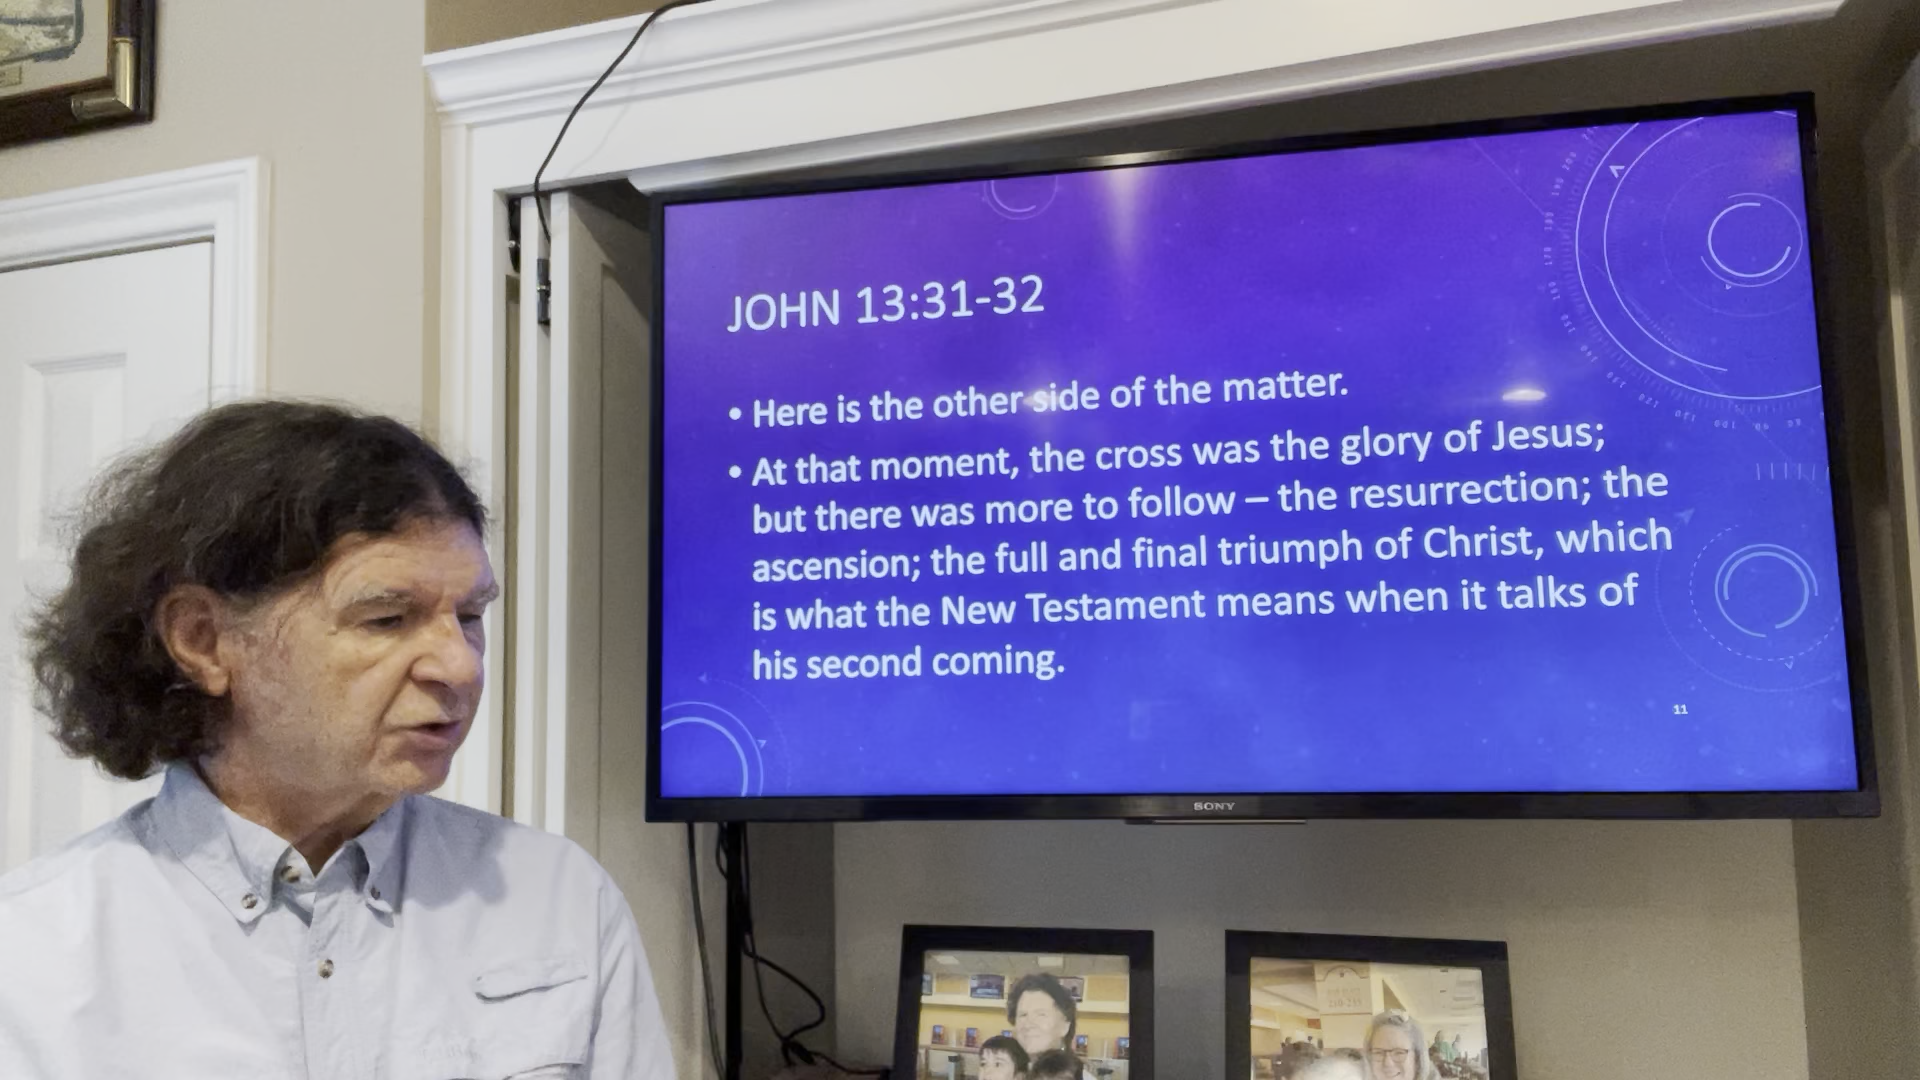 JOHN 13:31-32
• Here is the other side of the matter.
• At that moment, the cross was the glory of Jesus;
but there was more to follow – the resurrection; the
ascension; the full and final triumph of Christ, which
is what the New Testament means when it talks of
his second coming.
11
SONY